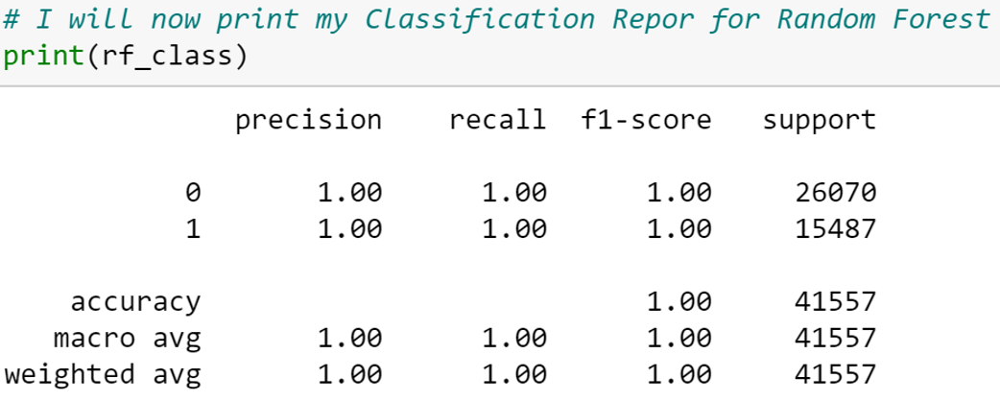 # I will now print my Classification Repor for Random Forest
print(rf_class)
precision recall f1-score support
0 1.00 1.00 1.00 26070
1 1.00 1.00 1.00 15487
accuracy 1.00 41557
macro avg 1.00 1.00 1.00 41557
weighted avg 1.00 1.00 1.00 41557